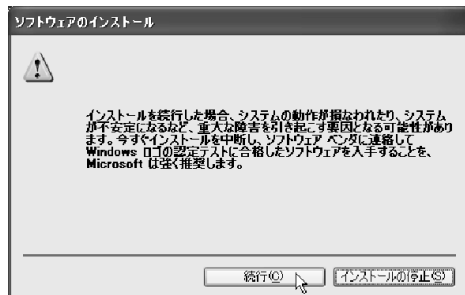 ソフトウェアのインストール
インストールを続行した場合、システムの動作が損なわれたり、システム
が不安定になるなど、重大な障害を引き起こす要因となる可能性があり
ます。今すぐインストールを中断し、ソフトウェア ベンダに連絡して
Windows ロゴの認定テストに合格したソフトウェアを入手することを、
Microsoft は強く推奨します。
続行(C)
インストールの停止(S)